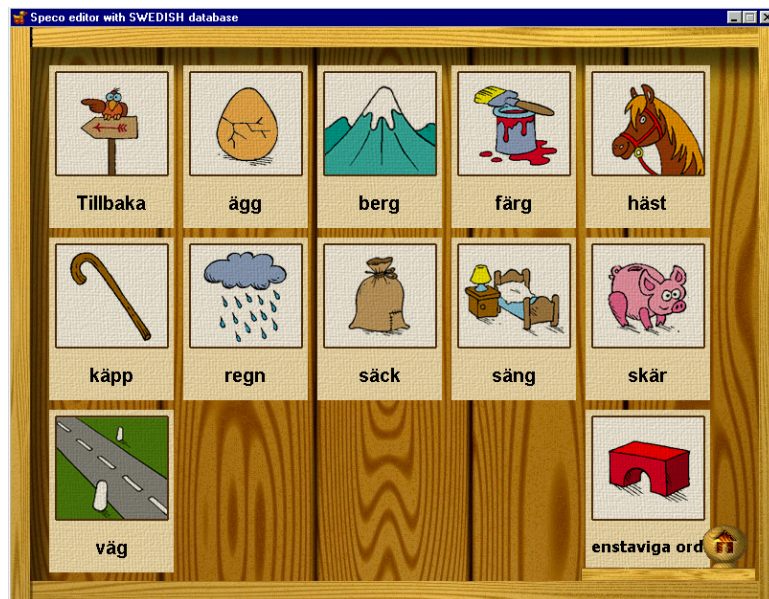 Speco editor with SWEDISH database
Tillbaka
ägg
berg
färg
häst
käpp
regn
säck
säng
skär
väg
enstaviga ord